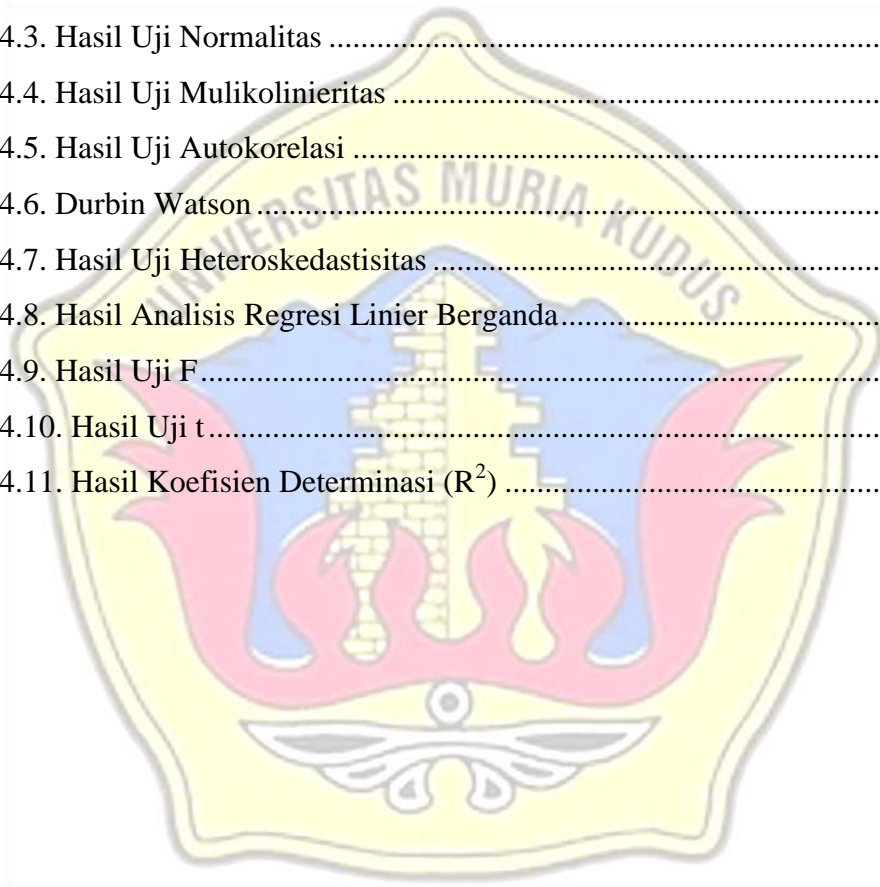 4.3. Hasil Uji Normalitas ......................................................................
4.4. Hasil Uji Mulikolinieritas ..............................................................
4.5. Hasil Uji Autokorelasi ...................................................................
4.6. Durbin Watson ...............................................................................
4.7. Hasil Uji Heteroskedastisitas .........................................................
4.8. Hasil Analisis Regresi Linier Berganda .........................................
4.9. Hasil Uji F ......................................................................................
4.10. Hasil Uji t .....................................................................................
4.11. Hasil Koefisien Determinasi (R²) ................................................
UNIVERSITAS MURIA KUDUS